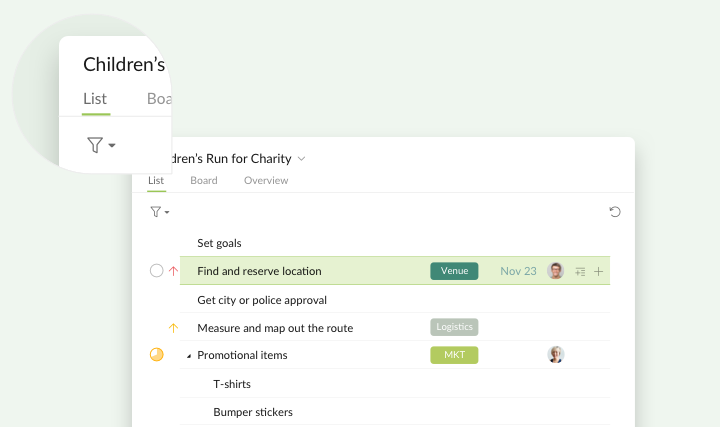 Children's
List Boa
dren's Run for Charity
List Board Overview
Set goals
Find and reserve location Venue Nov 23
Get city or police approval
Measure and map out the route Logistics
Promotional items MKT
T-shirts
Bumper stickers